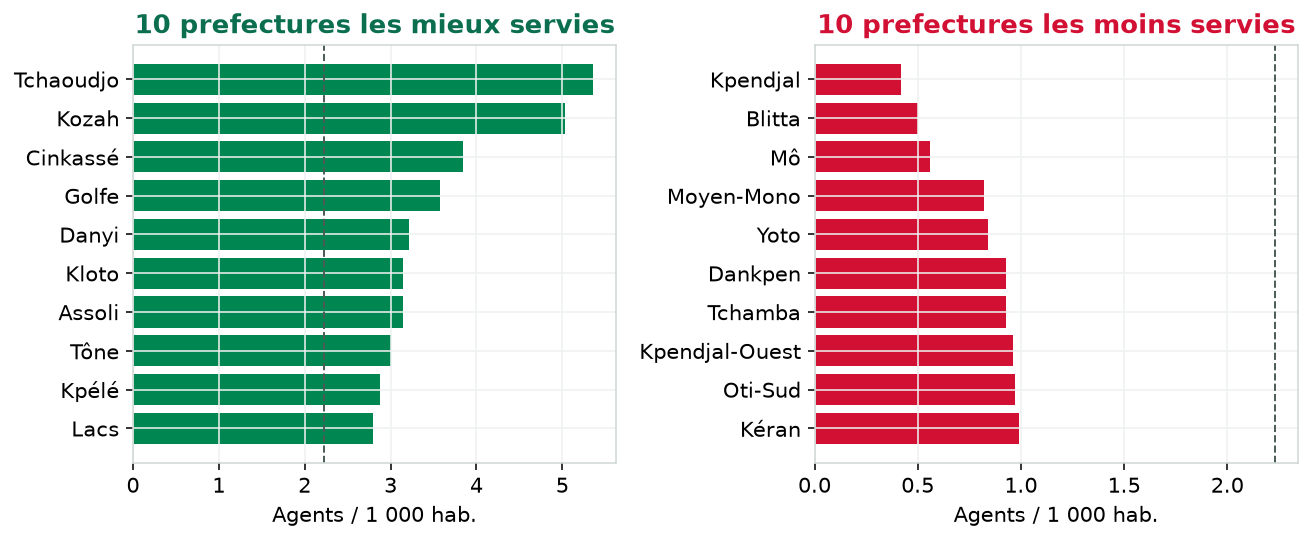 10 prefectures les mieux servies
Tchaoudjo
Kozah
Cinkassé
Golfe
Danyi
Kloto
Assoli
Tône
Kpélé
Lacs
0 1 2 3 4 5
Agents / 1 000 hab.
10 prefectures les moins servies
Kpendjal
Blitta
Mô
Moyen-Mono
Yoto
Dankpen
Tchamba
Kpendjal-Ouest
Oti-Sud
Kéran
0.0 0.5 1.0 1.5 2.0
Agents / 1 000 hab.